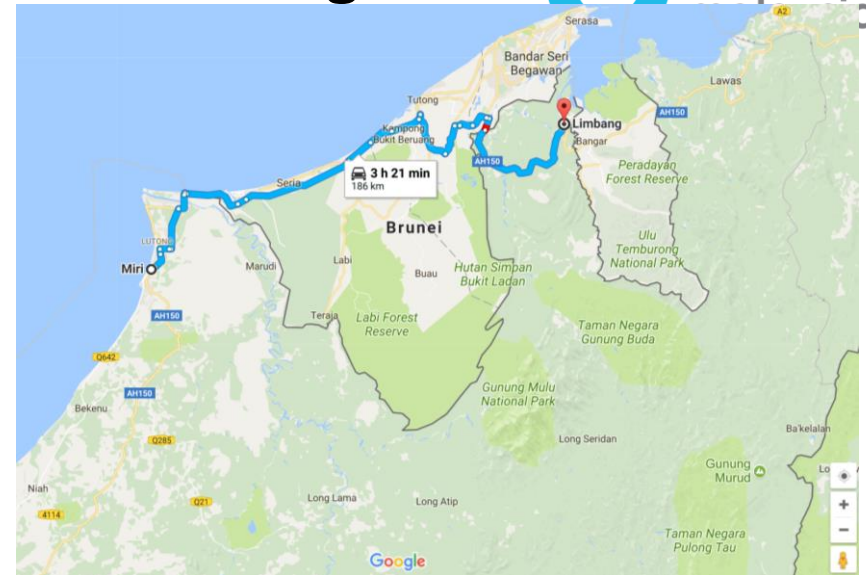 Serasa
A2
Bandar Seri
Begawan
Lawas
Tutong
AH150
Limbang
Kampong
Bukit Beruang
Bangar
AH150
Peradayan
Forest Reserve
3 h 21 min
186 km
Seria
Brunei
Ulu
Temburong
National Park
LUTONG
Miri
Marudi
Labi
Buau
Hutan Simpan
Bukit Ladan
Teraja
Labi Forest
Reserve
Taman Negara
Gunung Buda
AH150
Q642
Gunung Mulu
National Park
AH150
Bekenu
Ba'kelalan
Q285
Long Seridan
Gunung
Murud
Niah
Q21
Long Lama
Long Atip
4114
+
Taman Negara
Pulong Tau
−
Google